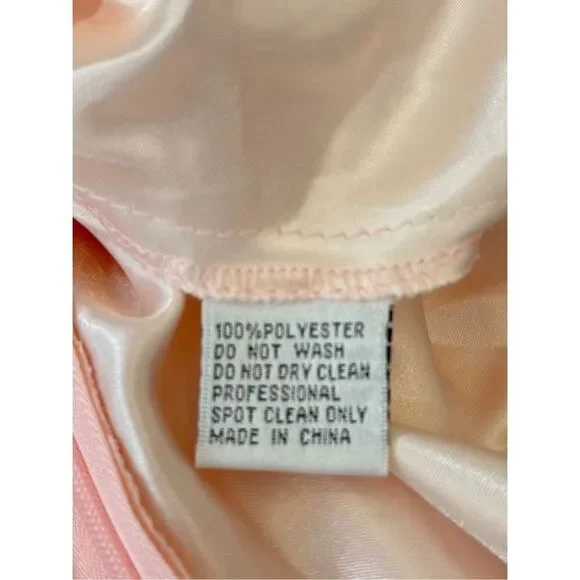 100%POLYESTER
DO NOT WASH
DO NOT DRY CLEAN
PROFESSIONAL
SPOT CLEAN ONLY
MADE IN CHINA